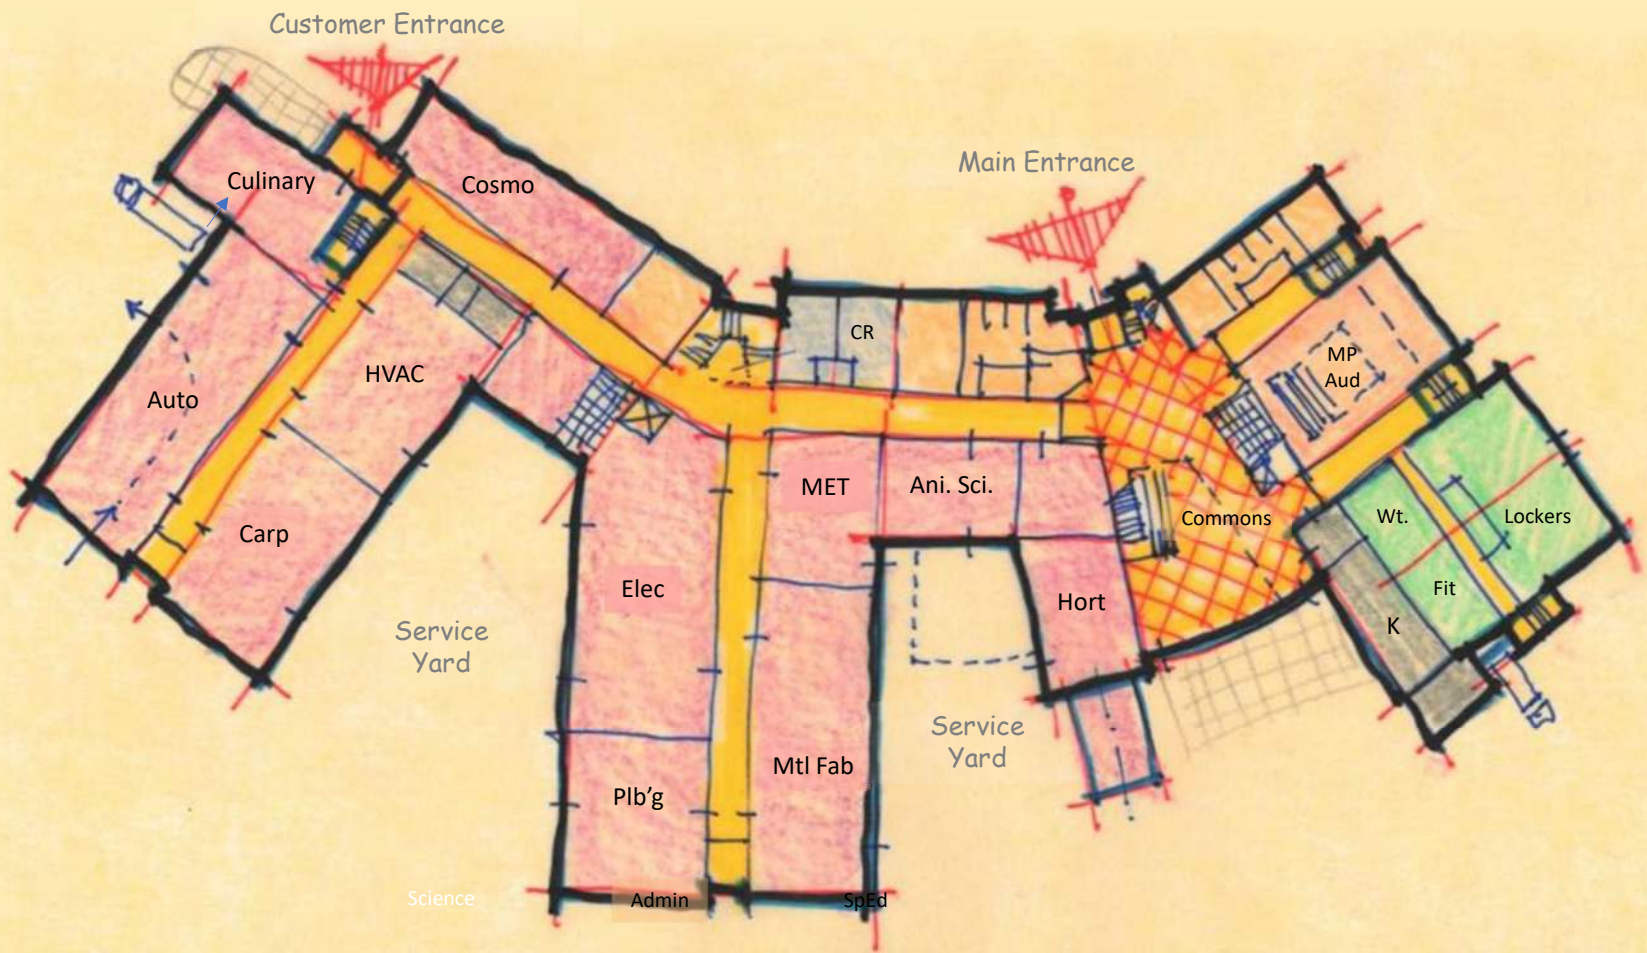 Customer Entrance
Main Entrance
Culinary
Cosmo
CR
MP
Aud
HVAC
Auto
MET
Ani. Sci.
Commons
Wt.
Lockers
Carp
Elec
Hort
Fit
K
Service
Yard
Service
Yard
Mtl Fab
Plb'g
Science
Admin
SpEd